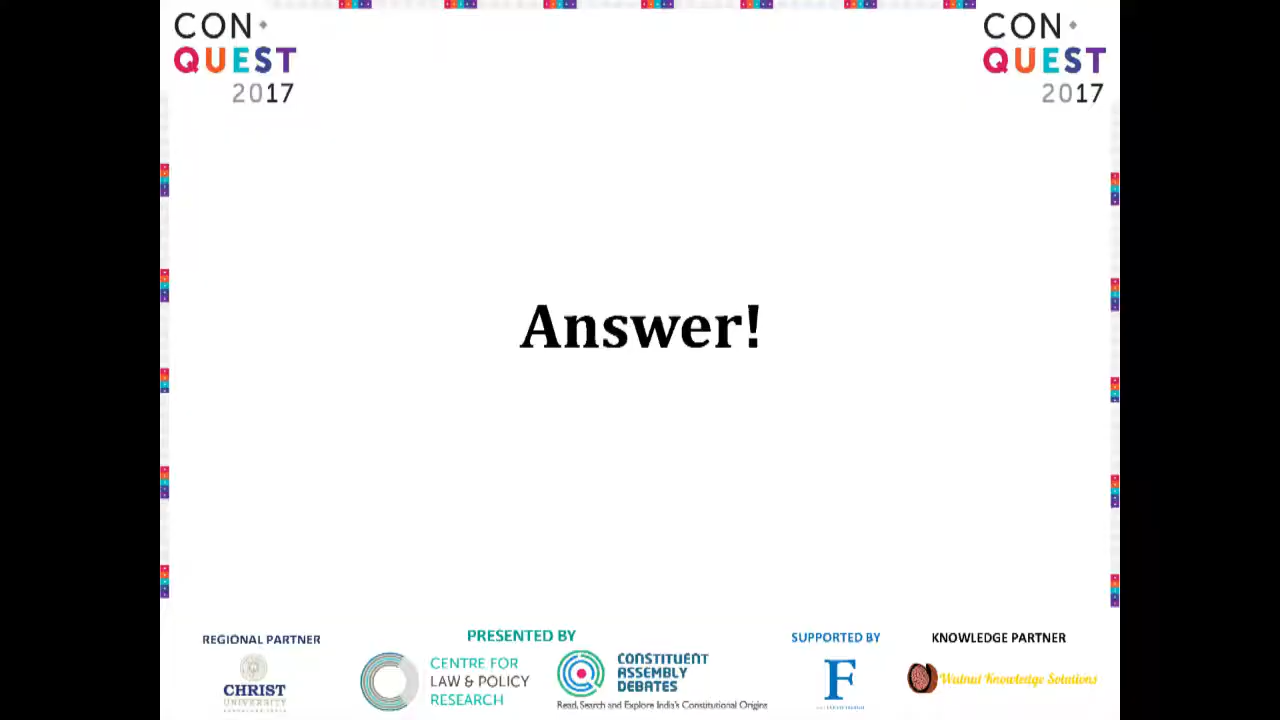 CON
QUEST
2017
CON
QUEST
2017
Answer!
REGIONAL PARTNER
CHRIST
UNIVERSITY
PRESENTED BY
CENTRE FOR
LAW & POLICY
RESEARCH
CONSTITUENT
ASSEMBLY
DEBATES
Read, Search and Explore India's Constitutional Origins
SUPPORTED BY
F
KNOWLEDGE PARTNER
Walnut Knowledge Solutions